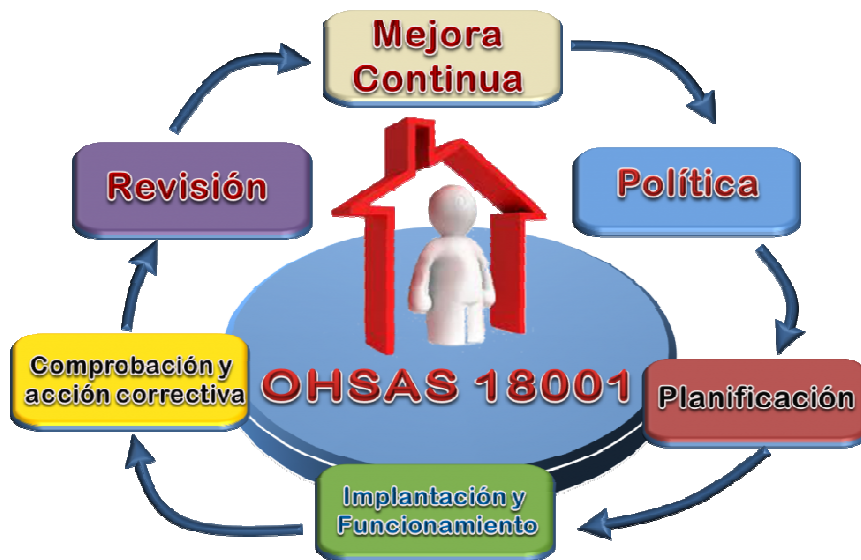 Mejora
Continua
Política
Planificación
Implantación y
Funcionamiento
Comprobación y
acción correctiva
Revisión
OHSAS 18001